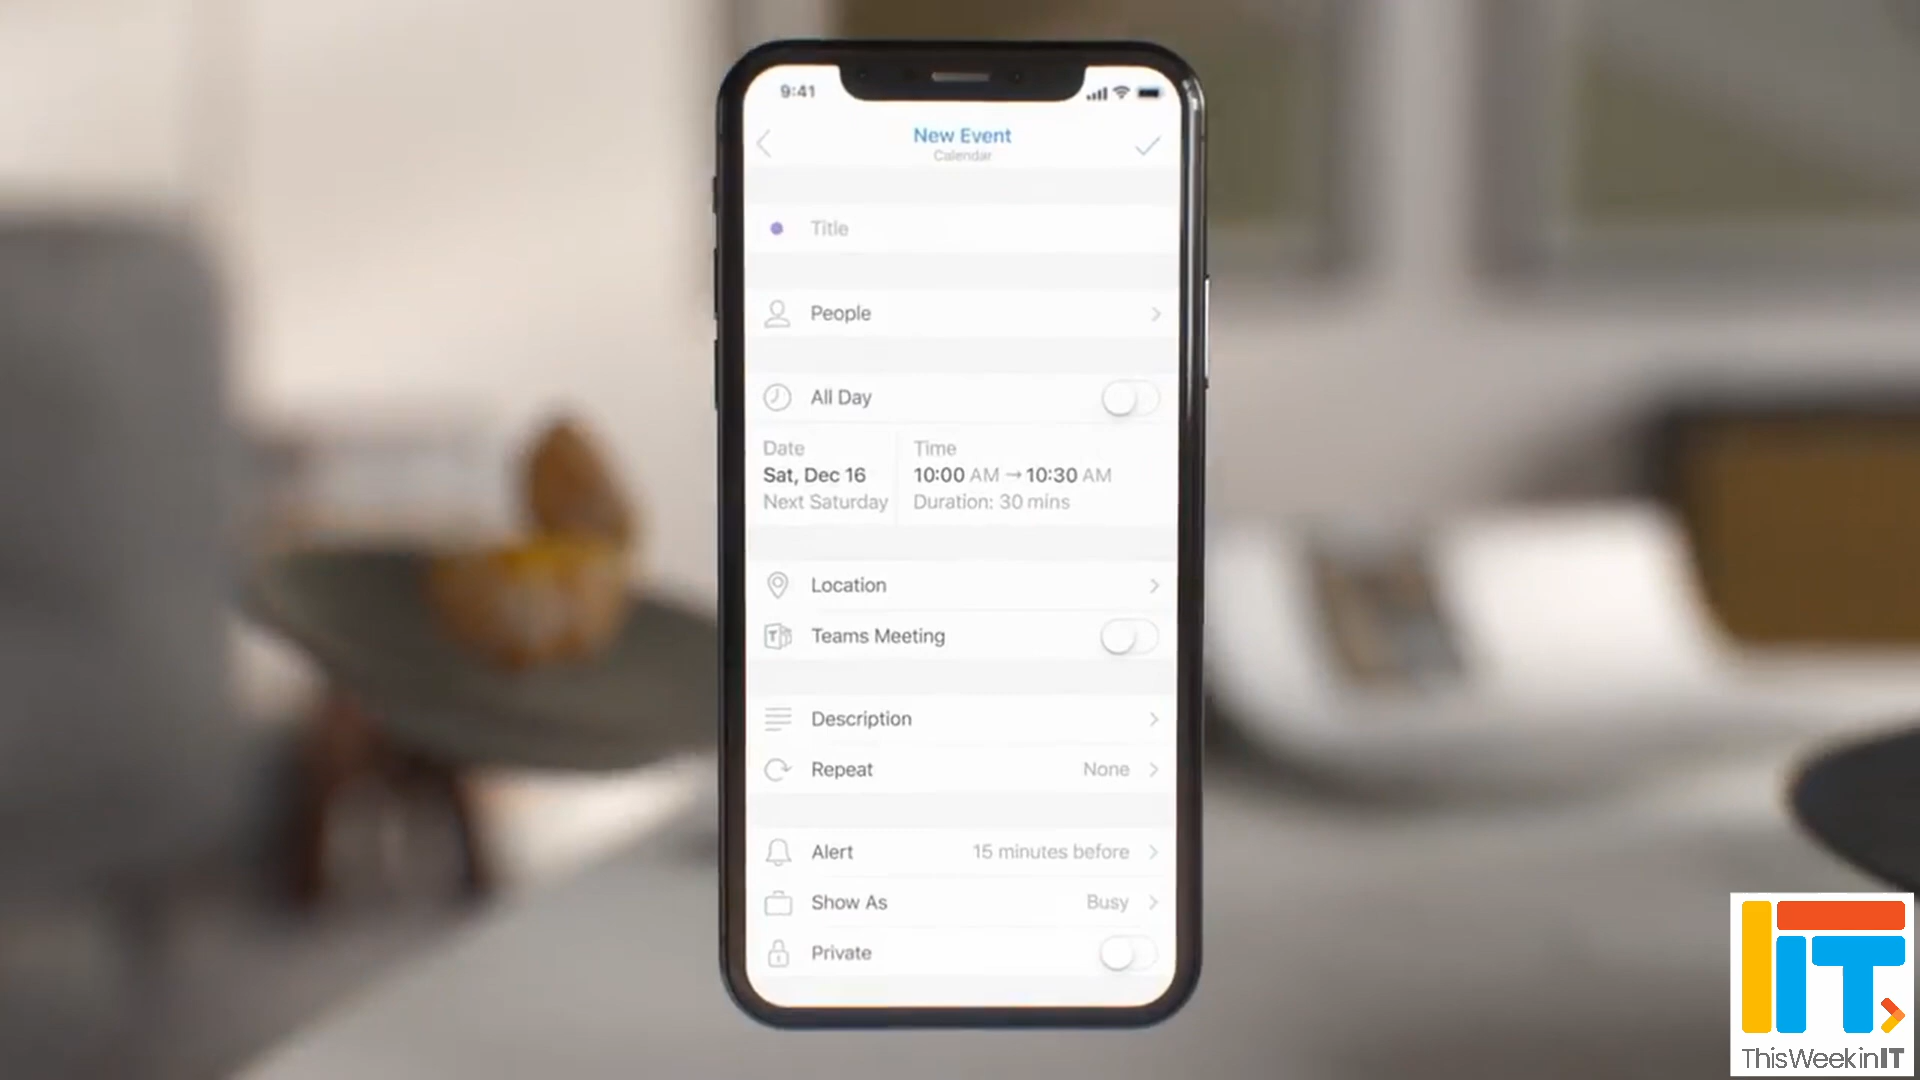 9:41
New Event
Calendar
Title
People
All Day
Date
Time
Sat, Dec 16
10:00 AM → 10:30 AM
Next Saturday
Duration: 30 mins
Location
Teams Meeting
Description
Repeat None
Alert 15 minutes before
Show As Busy
Private
IT
ThisWeekinIT